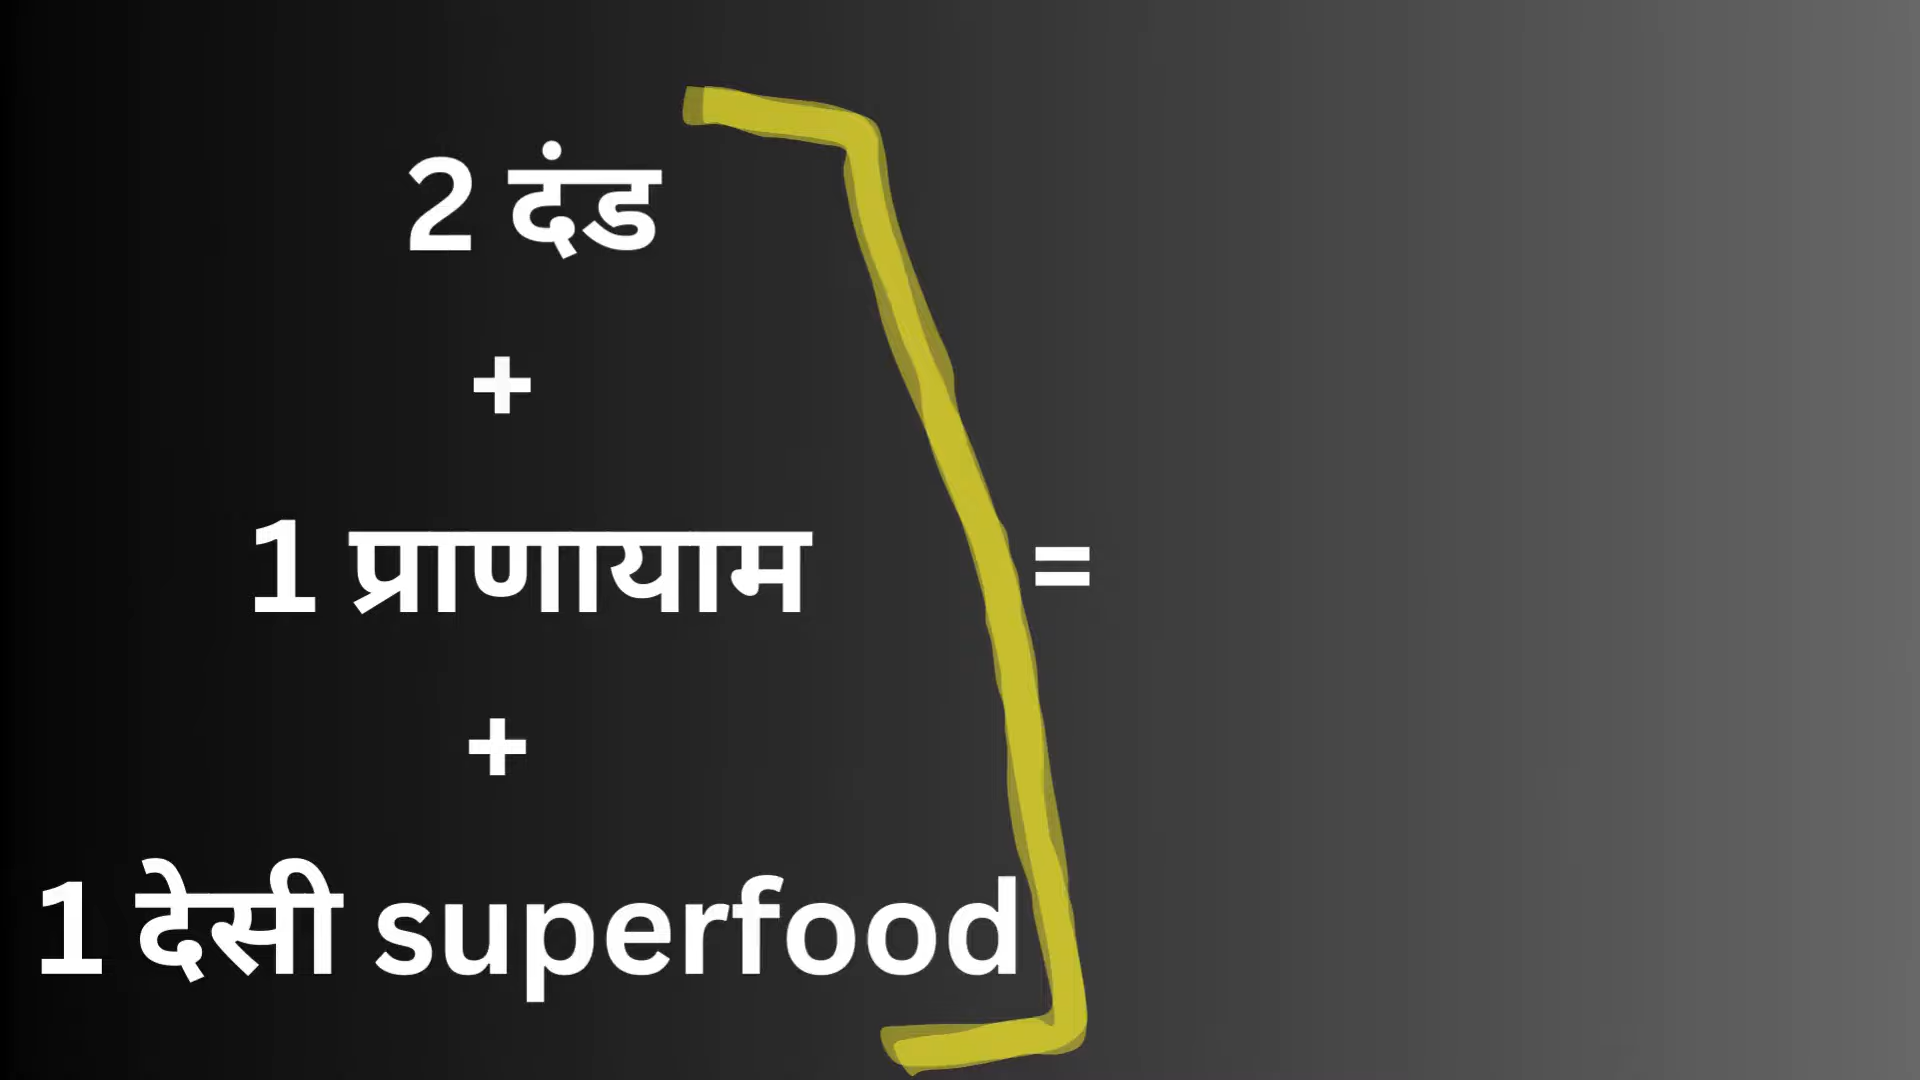 2 दंड
+
1 प्राणायाम =
+
1 देसी superfood